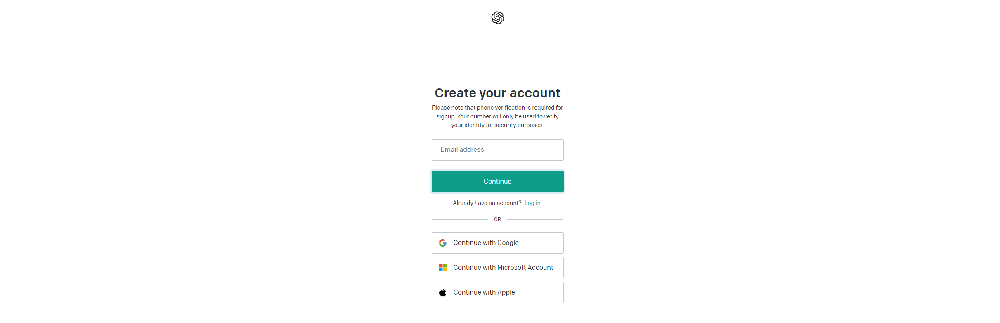 Create your account
Please note that phone verification is required for
signup. Your number will only be used to verify
your identity for security purposes.
Email address
Continue
Already have an account? Log in
OR
Continue with Google
Continue with Microsoft Account
Continue with Apple